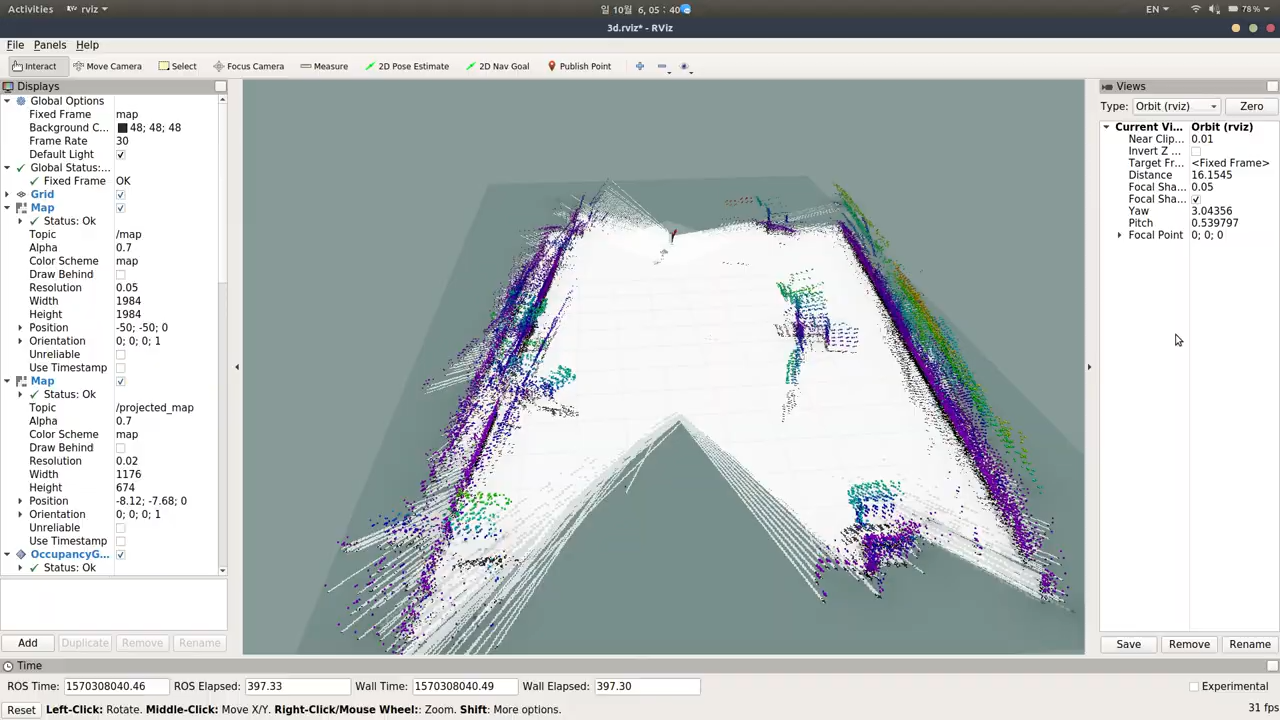 Activities rviz 일 10월 6, 05 : 40 EN 78 %
3d.rviz* - RViz
File Panels Help
Interact Move Camera Select Focus Camera Measure 2D Pose Estimate 2D Nav Goal Publish Point
Displays
Global Options
Fixed Frame map
Background C... 48; 48; 48
Frame Rate 30
Default Light
Global Status:...
Fixed Frame OK
Grid
Map
Status: Ok
Topic /map
Alpha 0.7
Color Scheme map
Draw Behind
Resolution 0.05
Width 1984
Height 1984
Position -50; -50; 0
Orientation 0; 0; 0; 1
Unreliable
Use Timestamp
Map
Status: Ok
Topic /projected_map
Alpha 0.7
Color Scheme map
Draw Behind
Resolution 0.02
Width 1176
Height 674
Position -8.12; -7.68; 0
Orientation 0; 0; 0; 1
Unreliable
Use Timestamp
OccupancyG...
Status: Ok
Add Duplicate Remove Rename
Views
Type: Orbit (rviz) Zero
Current Vi... Orbit (rviz)
Near Clip... 0.01
Invert Z ...
Target Fr... <Fixed Frame>
Distance 16.1545
Focal Sha... 0.05
Focal Sha...
Yaw 3.04356
Pitch 0.539797
Focal Point 0; 0; 0
Save Remove Rename
Time
ROS Time: 1570308040.46 ROS Elapsed: 397.33 Wall Time: 1570308040.49 Wall Elapsed: 397.30 Experimental
Reset Left-Click: Rotate. Middle-Click: Move X/Y. Right-Click/Mouse Wheel:: Zoom. Shift: More options. 31 fps